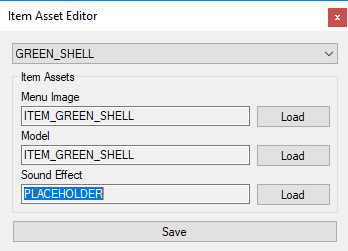 Item Asset Editor
x
GREEN_SHELL
Item Assets
Menu Image
ITEM_GREEN_SHELL Load
Model
ITEM_GREEN_SHELL Load
Sound Effect
PLACEHOLDER Load
Save